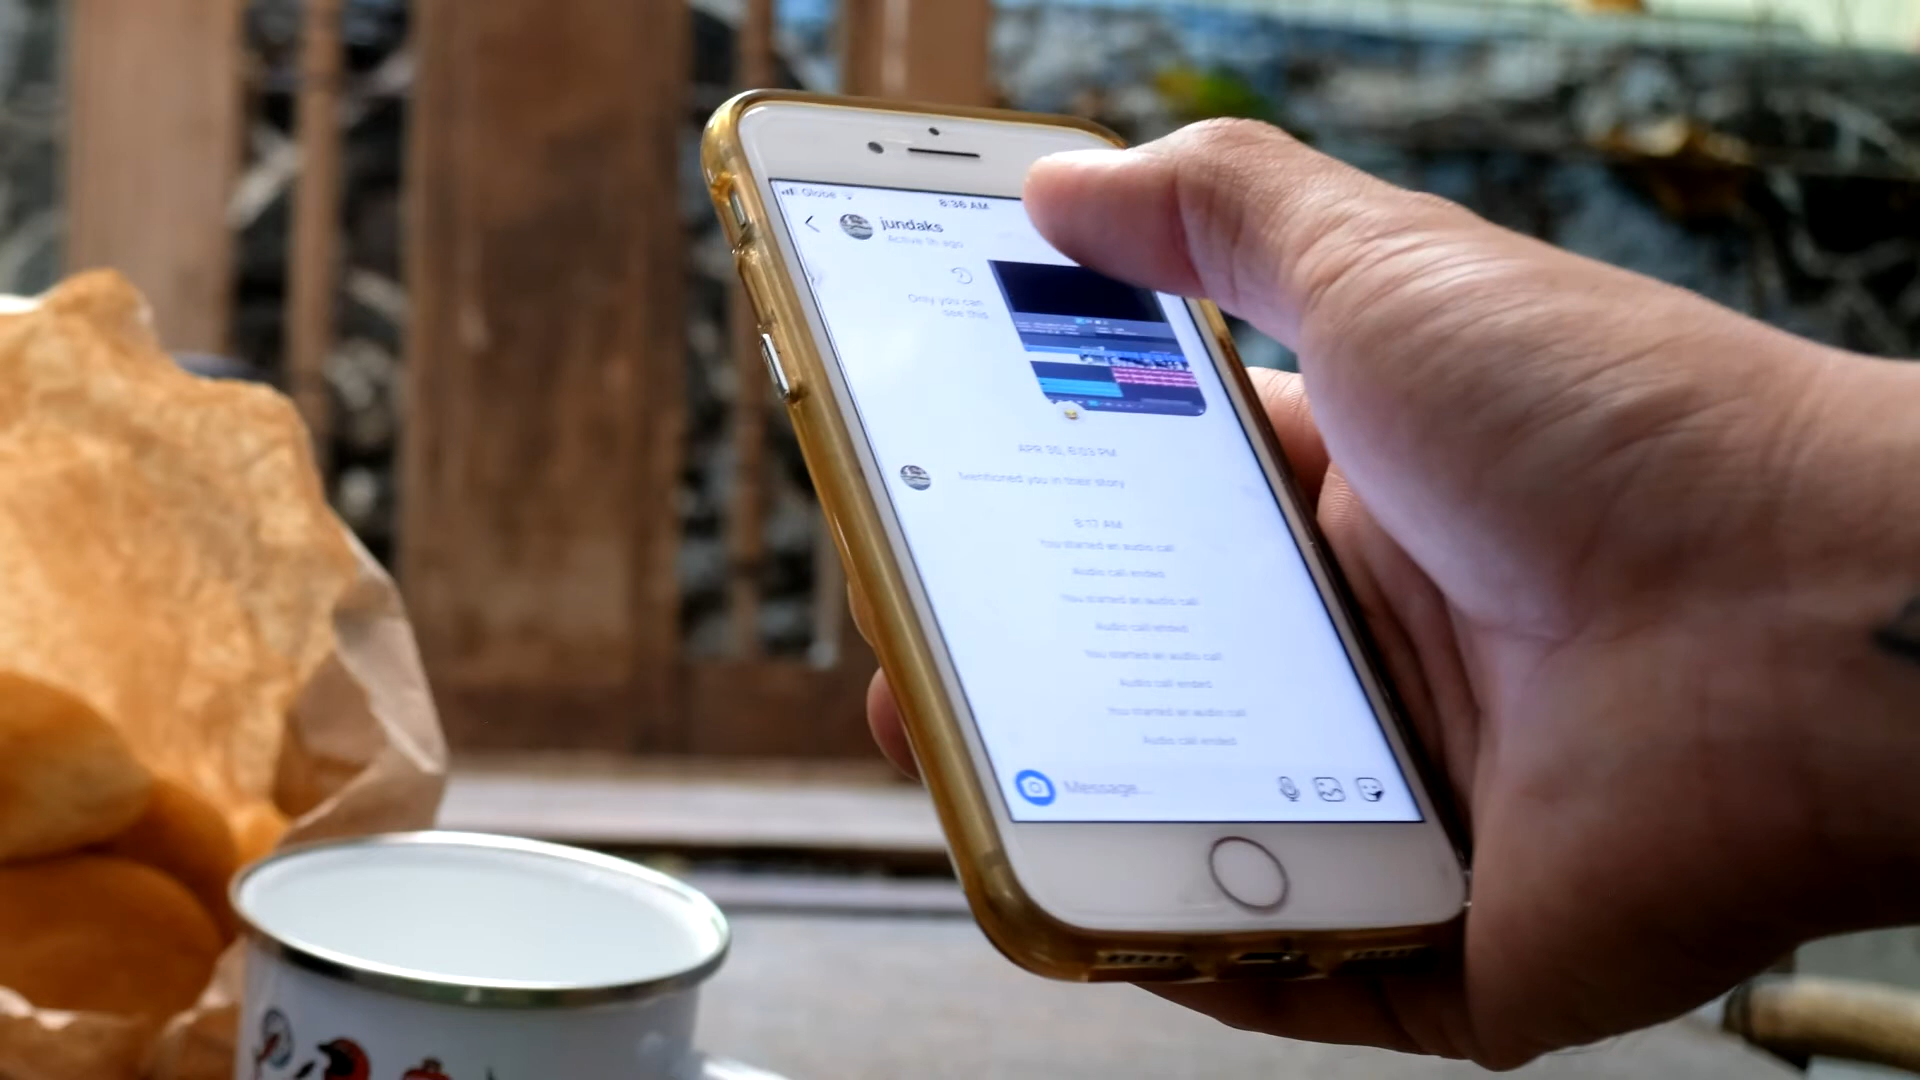 Globe
8:36 AM
jundaks
Active 1h ago
Only you can
see this
APR 30, 6:03 PM
Mentioned you in their story
8:17 AM
You started an audio call
Audio call ended
You started an audio call
Audio call ended
You started an audio call
Audio call ended
You started an audio call
Audio call ended
Message...